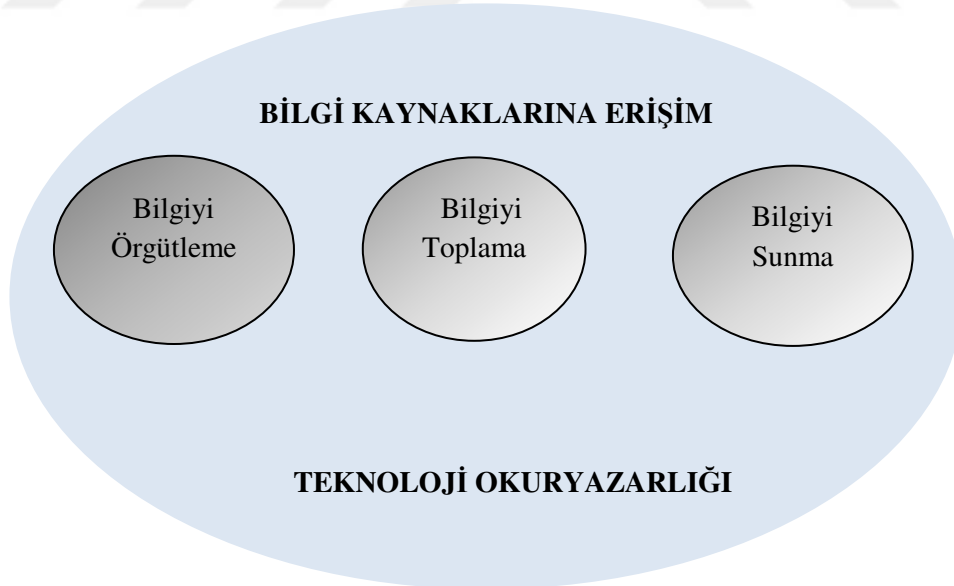 BİLGİ KAYNAKLARINA ERİŞİM
Bilgiyi
Örgütleme
Bilgiyi
Toplama
Bilgiyi
Sunma
TEKNOLOJİ OKURYAZARLIĞI